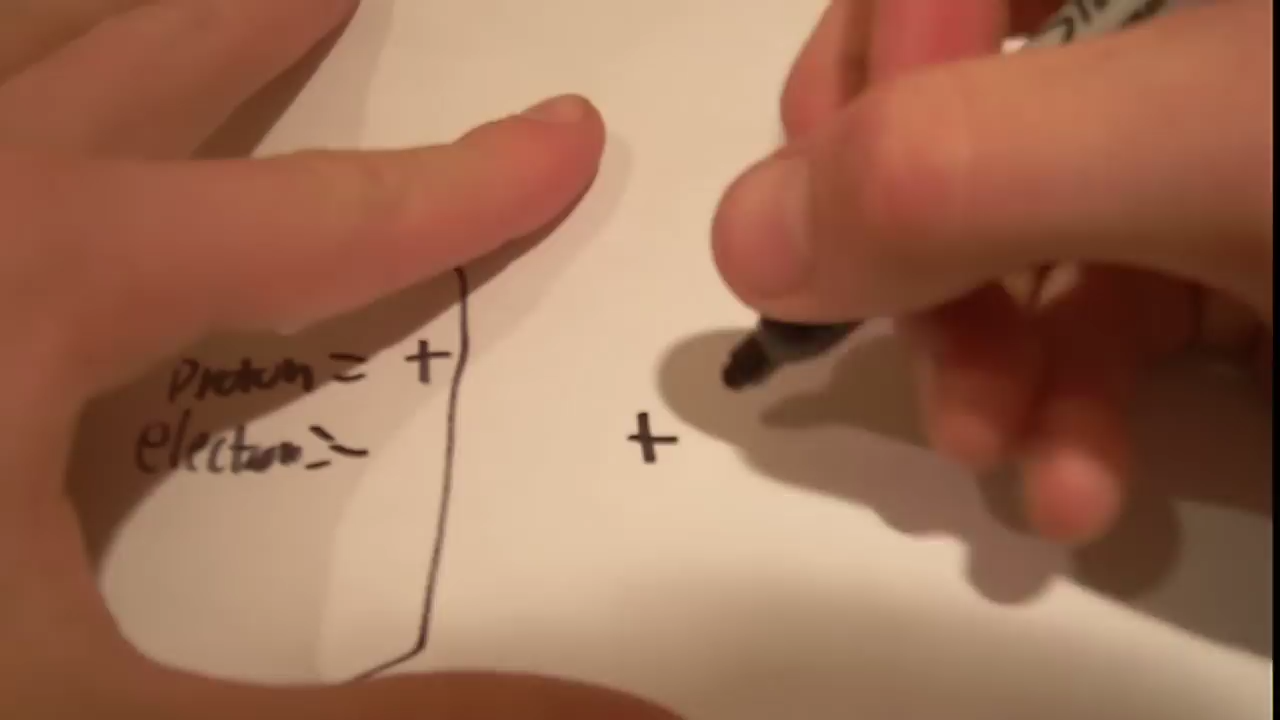 Proton = +
electron = -
+